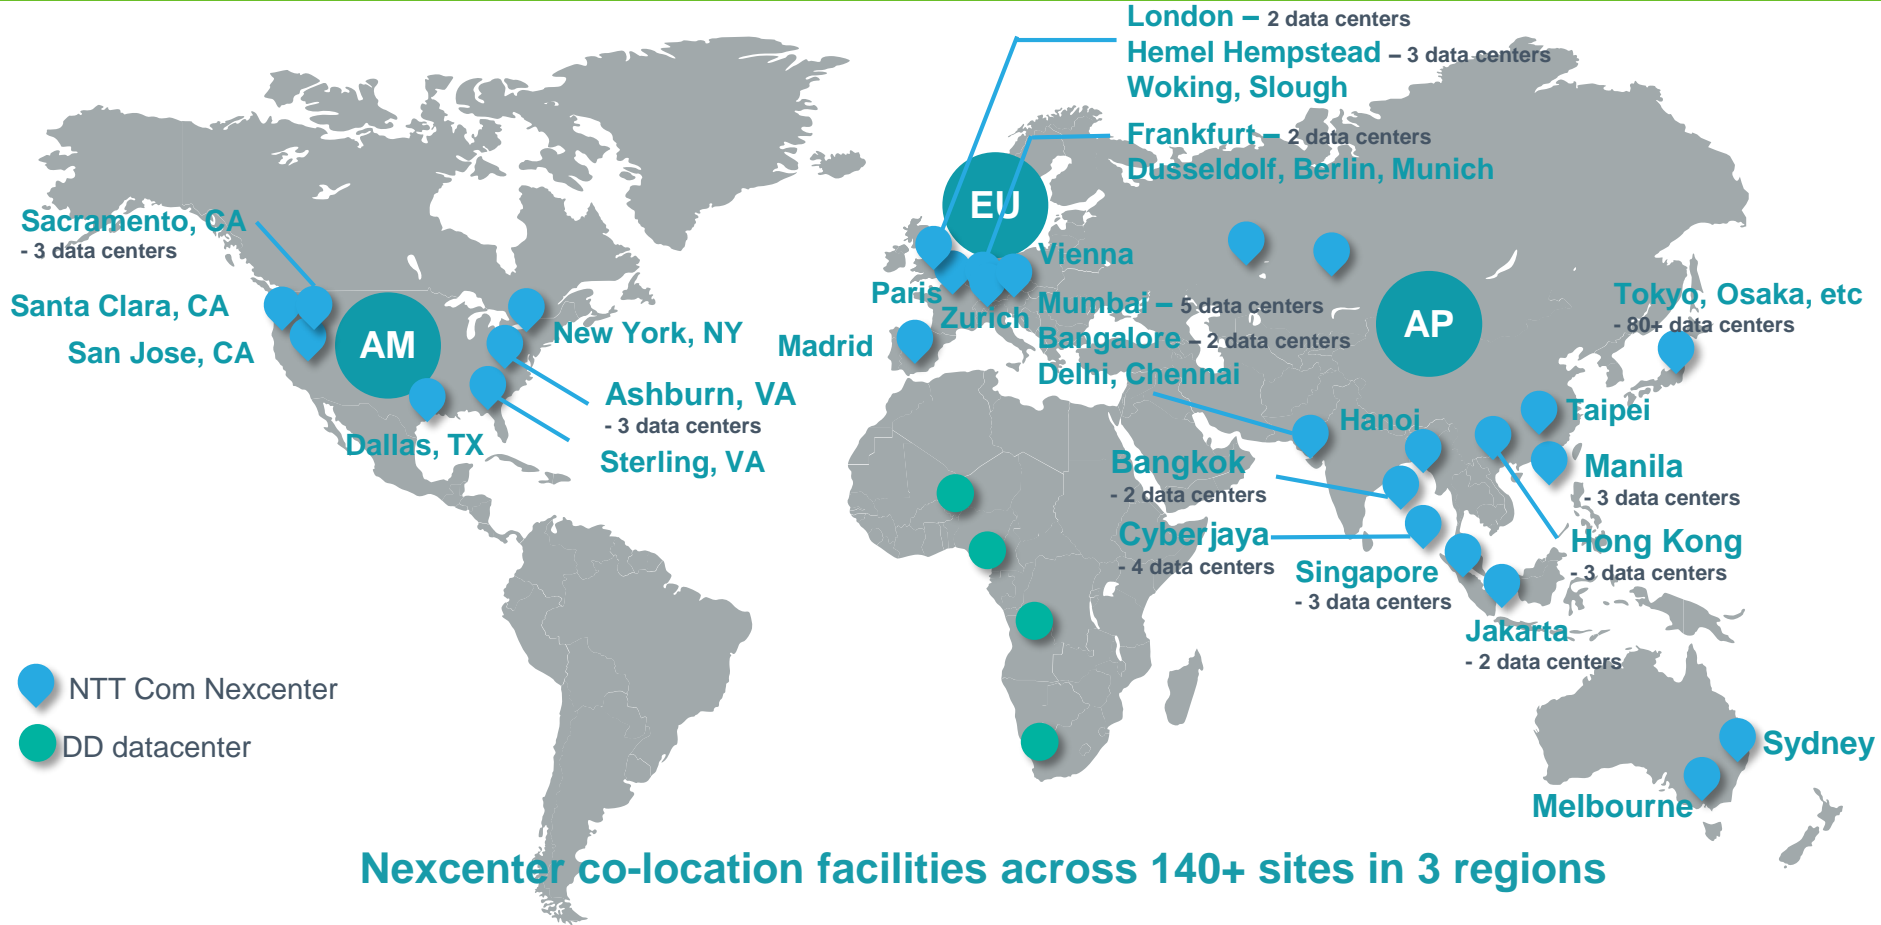 London – 2 data centers
Hemel Hempstead – 3 data centers
Woking, Slough
Frankfurt – 2 data centers
Dusseldolf, Berlin, Munich
EU
Sacramento, CA
- 3 data centers
Santa Clara, CA
San Jose, CA
AM
New York, NY
Ashburn, VA
- 3 data centers
Sterling, VA
Dallas, TX
Vienna
Paris
Zurich
Madrid
Mumbai – 5 data centers
Bangalore – 2 data centers
Delhi, Chennai
AP
Tokyo, Osaka, etc
- 80+ data centers
Hanoi
Taipei
Bangkok
- 2 data centers
Manila
- 3 data centers
Cyberjaya
- 4 data centers
Hong Kong
- 3 data centers
Singapore
- 3 data centers
Jakarta
- 2 data centers
NTT Com Nexcenter
DD datacenter
Sydney
Melbourne
Nexcenter co-location facilities across 140+ sites in 3 regions